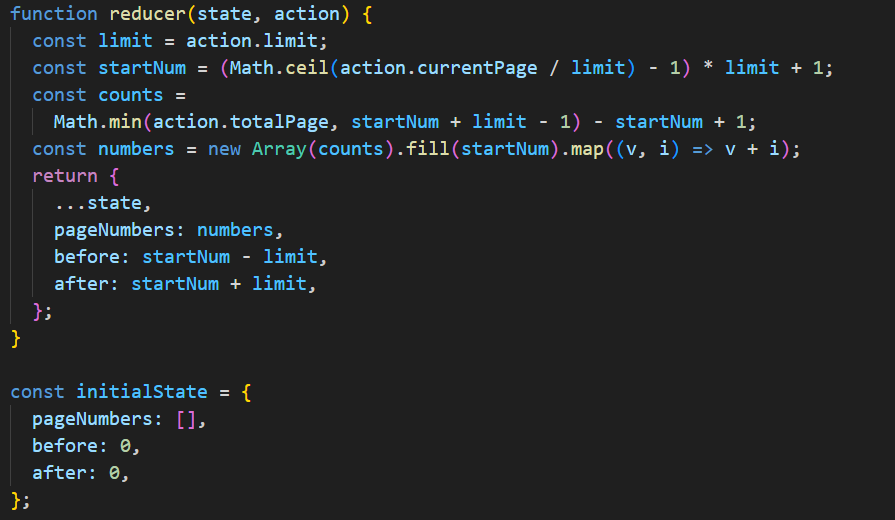 function reducer(state, action) {
  const limit = action.limit;
  const startNum = (Math.ceil(action.currentPage / limit) - 1) * limit + 1;
  const counts =
    Math.min(action.totalPage, startNum + limit - 1) - startNum + 1;
  const numbers = new Array(counts).fill(startNum).map((v, i) => v + i);
  return {
    ...state,
    pageNumbers: numbers,
    before: startNum - limit,
    after: startNum + limit,
  };
}

const initialState = {
  pageNumbers: [],
  before: 0,
  after: 0,
};